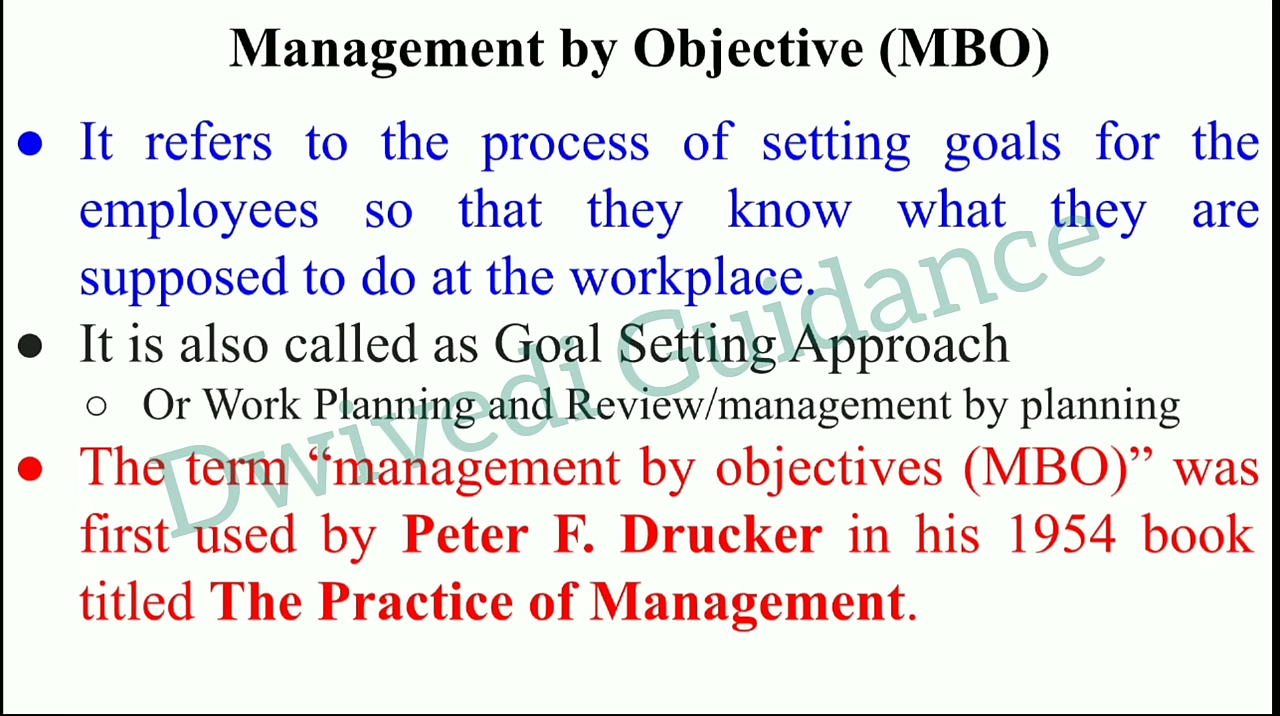 Management by Objective (MBO)
● It refers to the process of setting goals for the
employees so that they know what they are
supposed to do at the workplace.
● It is also called as Goal Setting Approach
○ Or Work Planning and Review/management by planning
● The term “management by objectives (MBO)” was
first used by Peter F. Drucker in his 1954 book
titled The Practice of Management.
Dwivedi Guidance